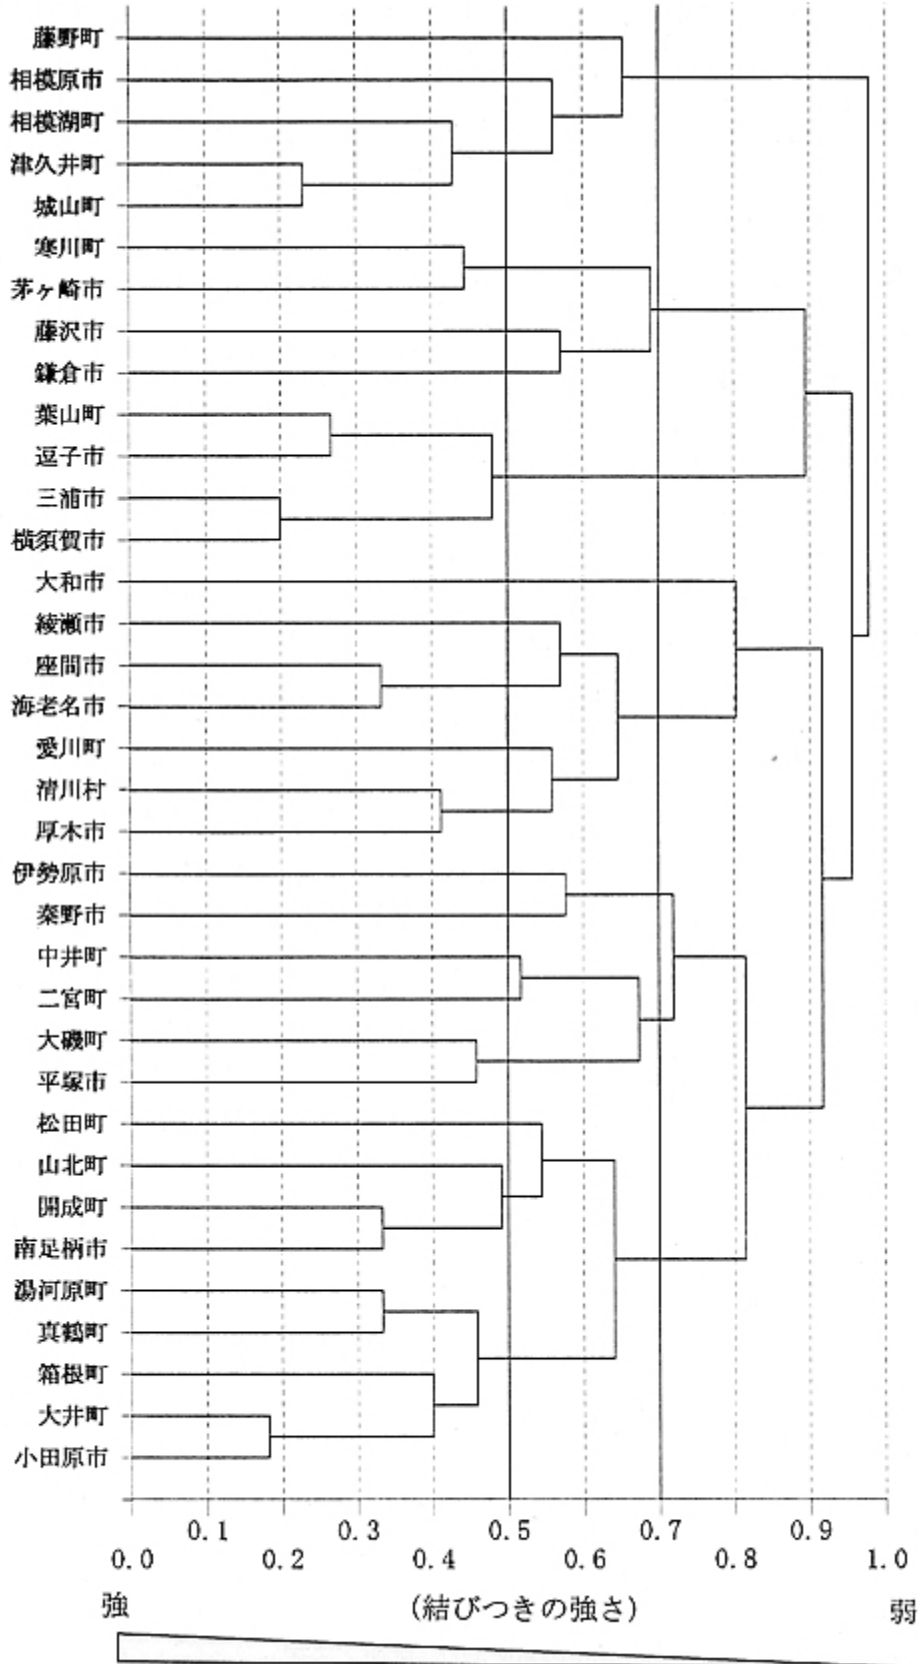 藤野町
相模原市
相模湖町
津久井町
城山町
寒川町
茅ヶ崎市
藤沢市
鎌倉市
葉山町
逗子市
三浦市
横須賀市
大和市
綾瀬市
座間市
海老名市
愛川町
清川村
厚木市
伊勢原市
秦野市
中井町
二宮町
大磯町
平塚市
松田町
山北町
開成町
南足柄市
湯河原町
真鶴町
箱根町
大井町
小田原市
0.1 0.3 0.5 0.7 0.9
0.0 0.2 0.4 0.6 0.8 1.0
強 (結びつきの強さ) 弱